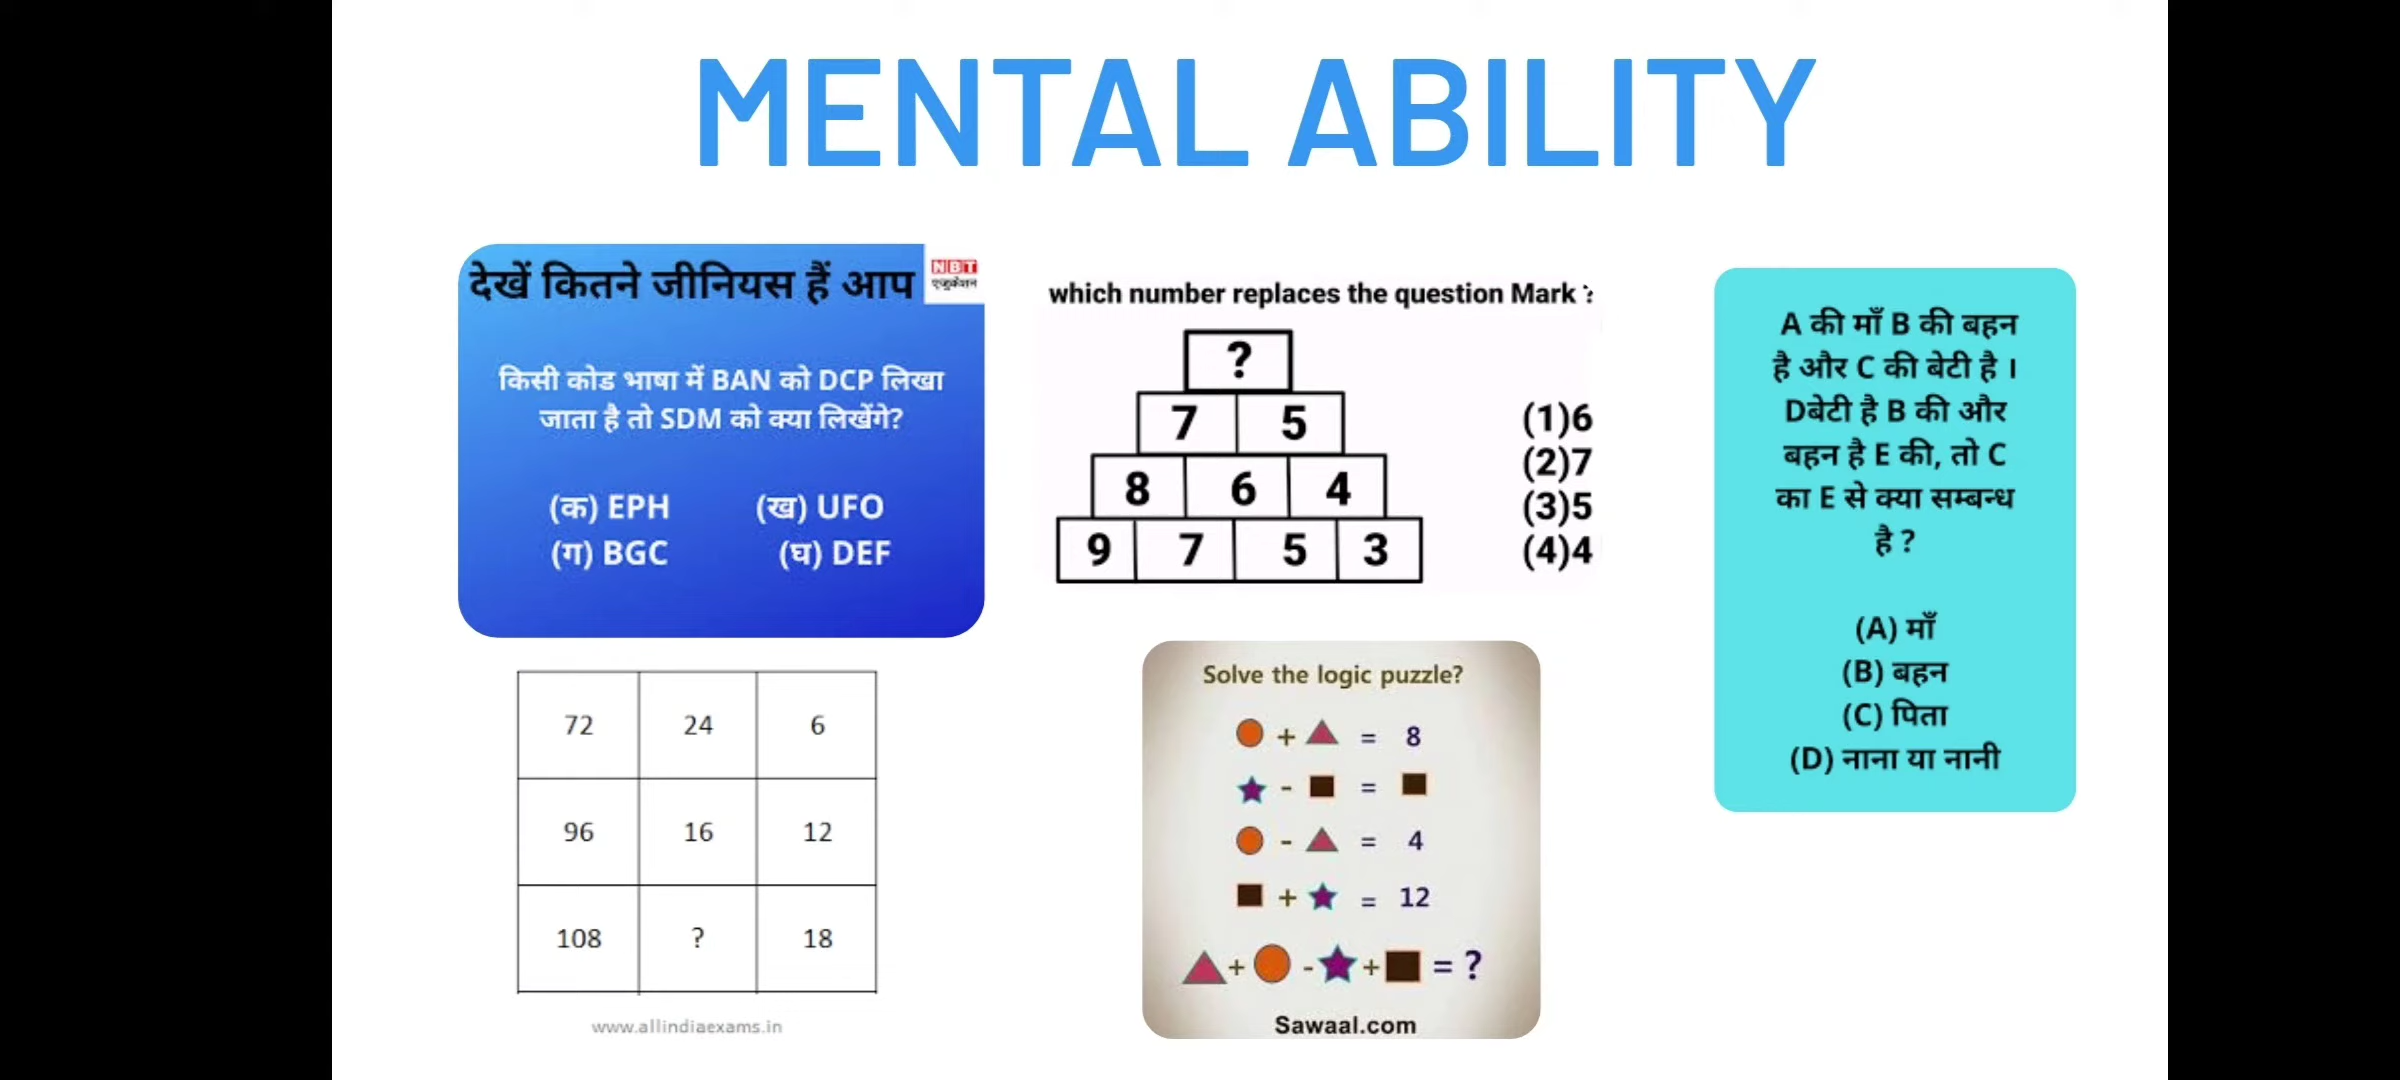 MENTAL ABILITY
देखें कितने जीनियस हैं आप
NBT
एजुकेशन
किसी कोड भाषा में BAN को DCP लिखा
जाता है तो SDM को क्या लिखेंगे?
(क) EPH (ख) UFO
(ग) BGC (घ) DEF
which number replaces the question Mark ?
?
7 5
8 6 4
9 7 5 3
(1)6
(2)7
(3)5
(4)4
A की माँ B की बहन
है और C की बेटी है ।
Dबेटी है B की और
बहन है E की, तो C
का E से क्या सम्बन्ध
है ?
(A) माँ
(B) बहन
(C) पिता
(D) नाना या नानी
72 24 6
96 16 12
108 ? 18
www.allindiaexams.in
Solve the logic puzzle?
+ = 8
- =
- = 4
+ = 12
+ - + = ?
Sawaal.com